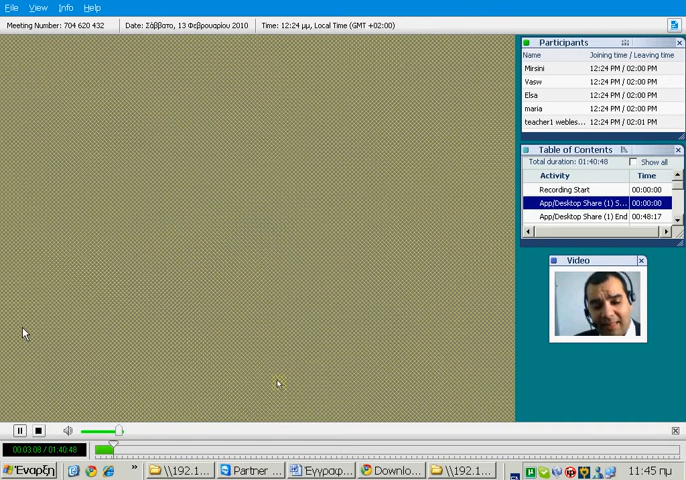 File View Info Help
Meeting Number: 704 620 432 Date: Σάββατο, 13 Φεβρουαρίου 2010 Time: 12:24 μμ, Local Time (GMT +02:00)
Participants
Name Joining time / Leaving time
Mirsini 12:24 PM / 02:00 PM
Vasw 12:24 PM / 02:00 PM
Elsa 12:24 PM / 02:00 PM
maria 12:24 PM / 02:00 PM
teacher1 webles... 12:24 PM / 02:01 PM
Table of Contents
Total duration: 01:40:48 Show all
Activity Time
Recording Start 00:00:00
App/Desktop Share (1) S... 00:00:00
App/Desktop Share (1) End 00:48:17
Video
00:03:08 / 01:40:48
Έναρξη » \\192.1... Partner ... Έγγραφ... Downlo... \\192.1... 11:45 πμ